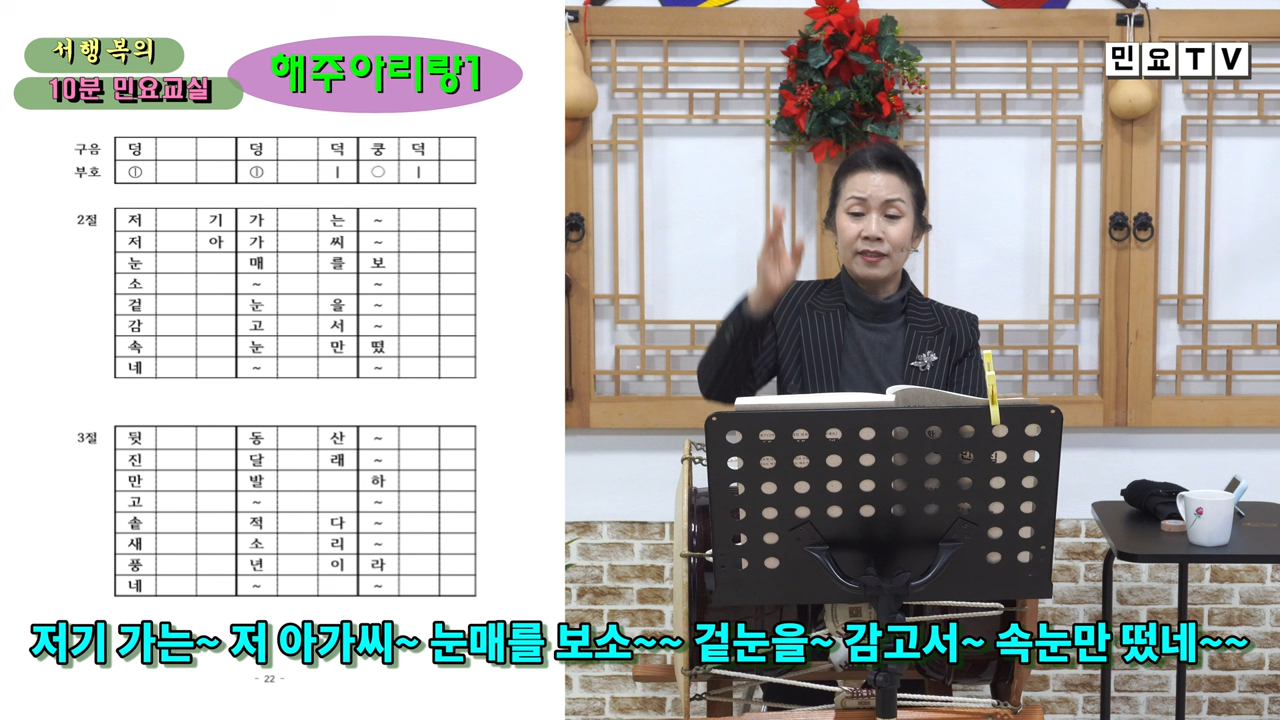 서행복의
10분 민요교실
해주아리랑1
민요TV
구음 덩 덩 덕 쿵 덕
부호 ⏀ ⏀ | ○ |
2절 저 기 가 는 ~
저 아 가 씨 ~
눈 매 를 보
소 ~ ~
겉 눈 을 ~
감 고 서 ~
속 눈 만 떴
네 ~ ~
3절 뒷 동 산 ~
진 달 래 ~
만 발 하
고 ~ ~
솥 적 다 ~
새 소 리 ~
풍 년 이 라
네 ~ ~
저기 가는~ 저 아가씨~ 눈매를 보소~~ 겉눈을~ 감고서~ 속눈만 떴네~~
- 22 -